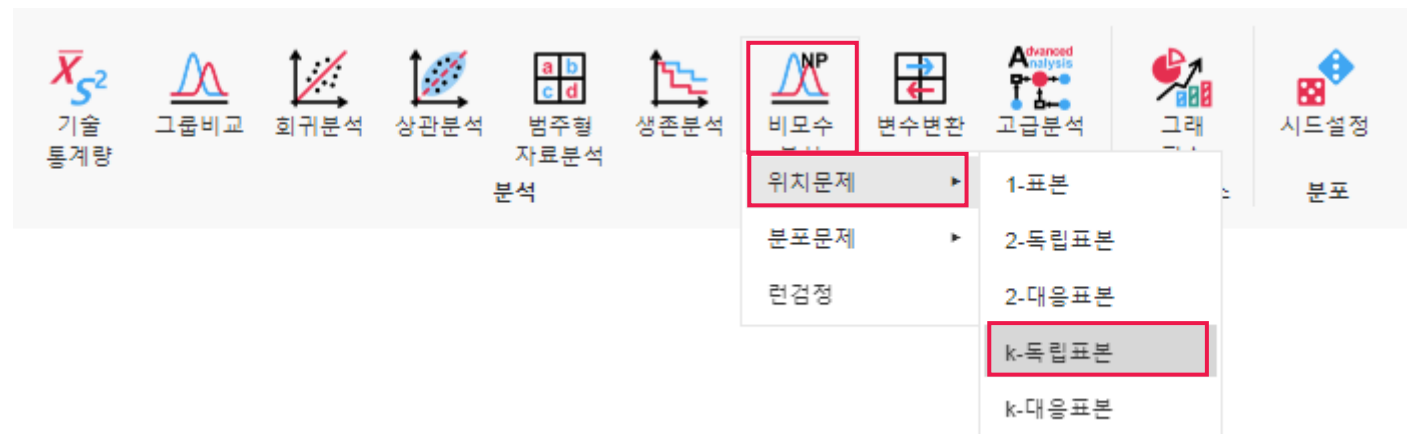 X S2
NP
a b
c d
Advanced
Analysis
기술
통계량
그룹비교
회귀분석
상관분석
범주형
자료분석
생존분석
비모수
변수변환
고급분석
그래
시드설정
분석
분포
위치문제
분포문제
런검정
1-표본
2-독립표본
2-대응표본
k-독립표본
k-대응표본